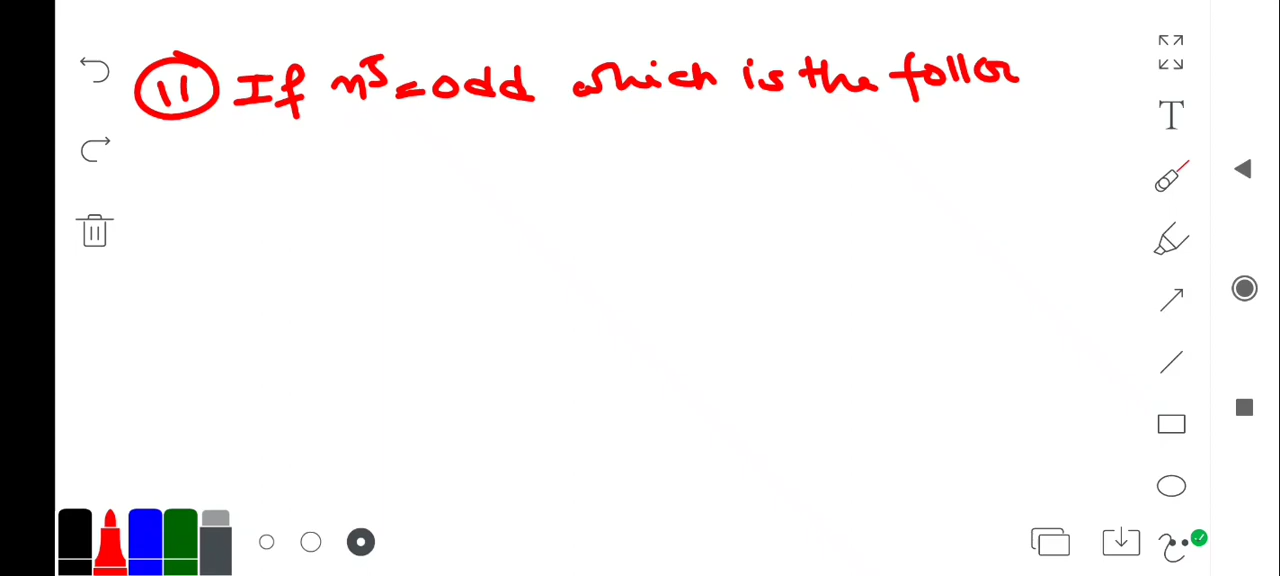 11 If n³=odd which is the follo
T